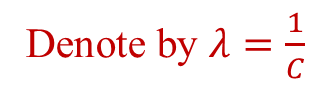 Denote by λ = 1/C